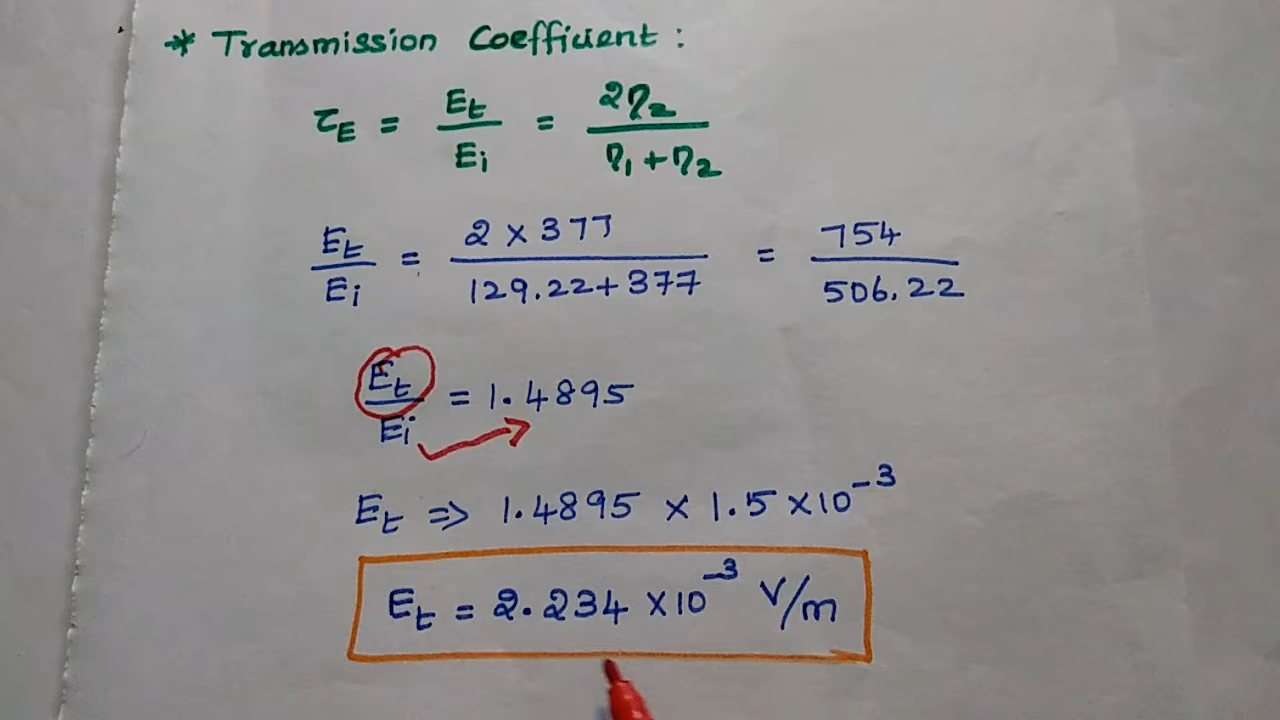 * Transmission Coefficient :
τE = Et/Ei = 2η2/(η1+η2)
Et/Ei = (2 × 377)/(129.22+377) = 754/506.22
Et/Ei = 1.4895
Et ⇒ 1.4895 × 1.5 × 10^-3
Et = 2.234 × 10^-3 V/m